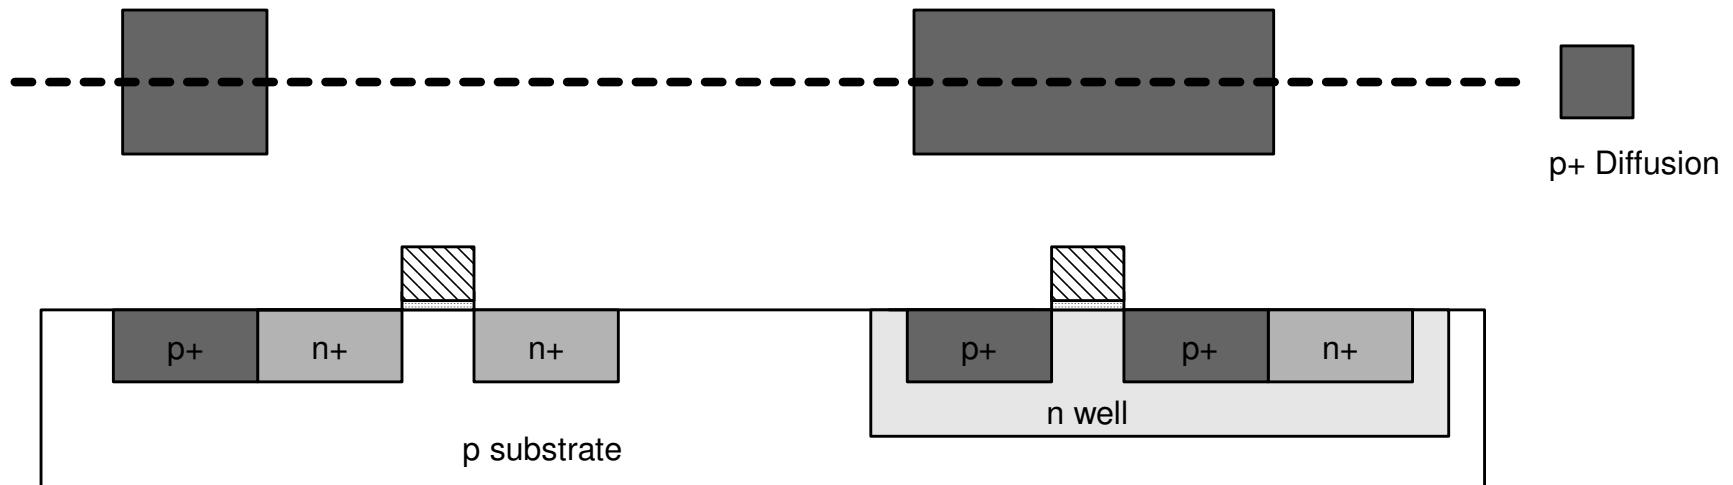 p+ Diffusion
p+ n+ n+ p+ p+ n+
n well
p substrate